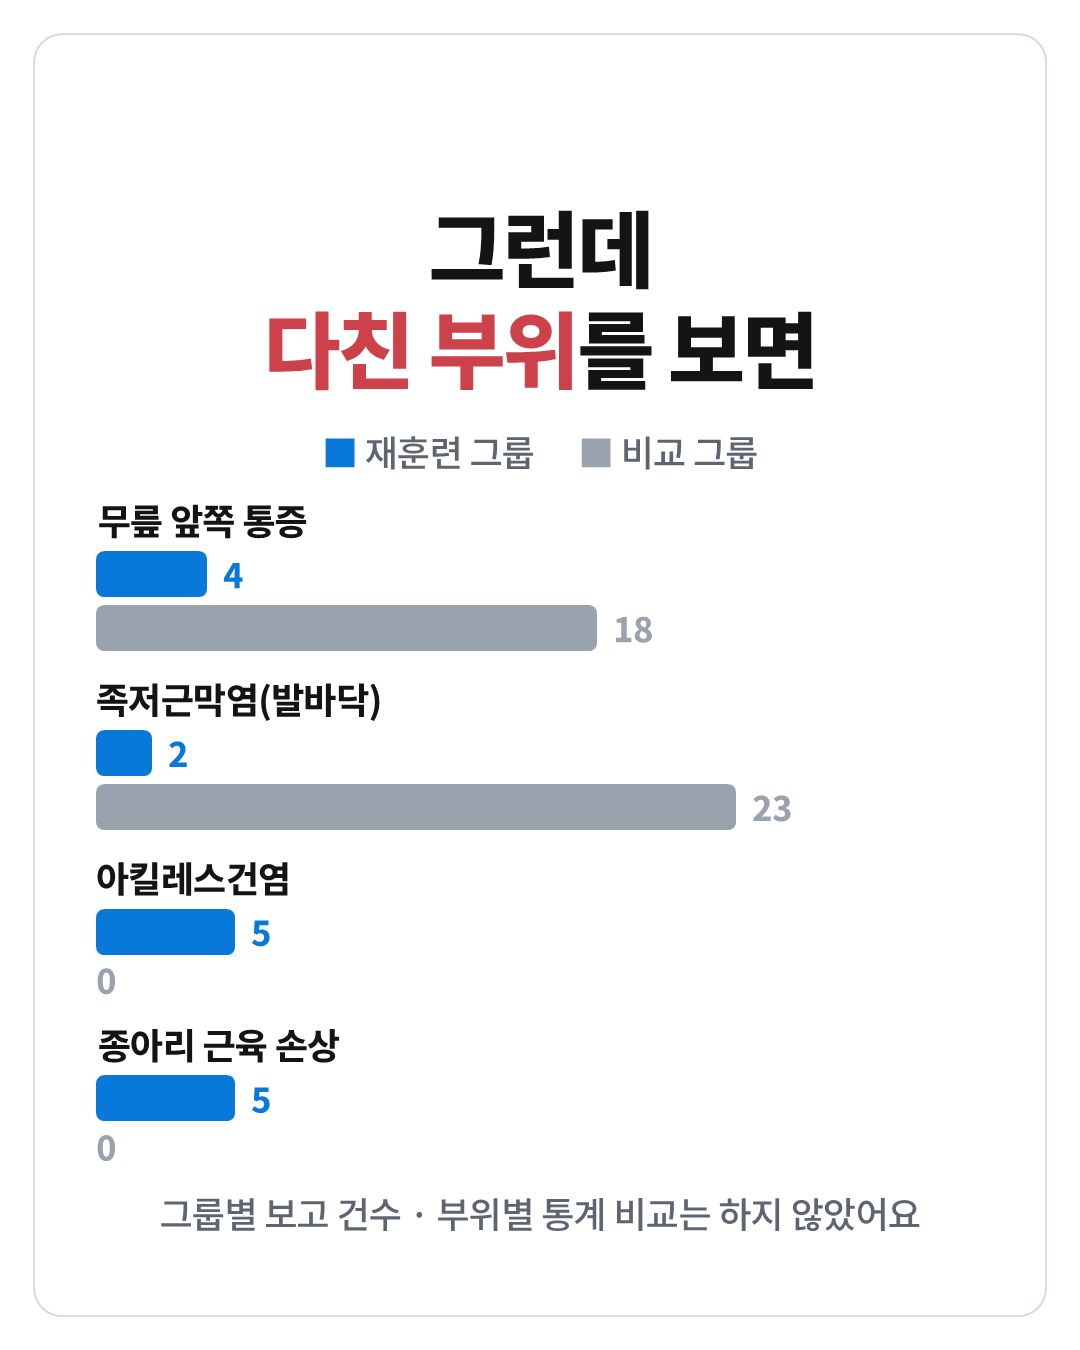 그런데
다친 부위를 보면
재훈련 그룹 비교 그룹
무릎 앞쪽 통증
4
18
족저근막염(발바닥)
2
23
아킬레스건염
5
0
종아리 근육 손상
5
0
그룹별 보고 건수 · 부위별 통계 비교는 하지 않았어요